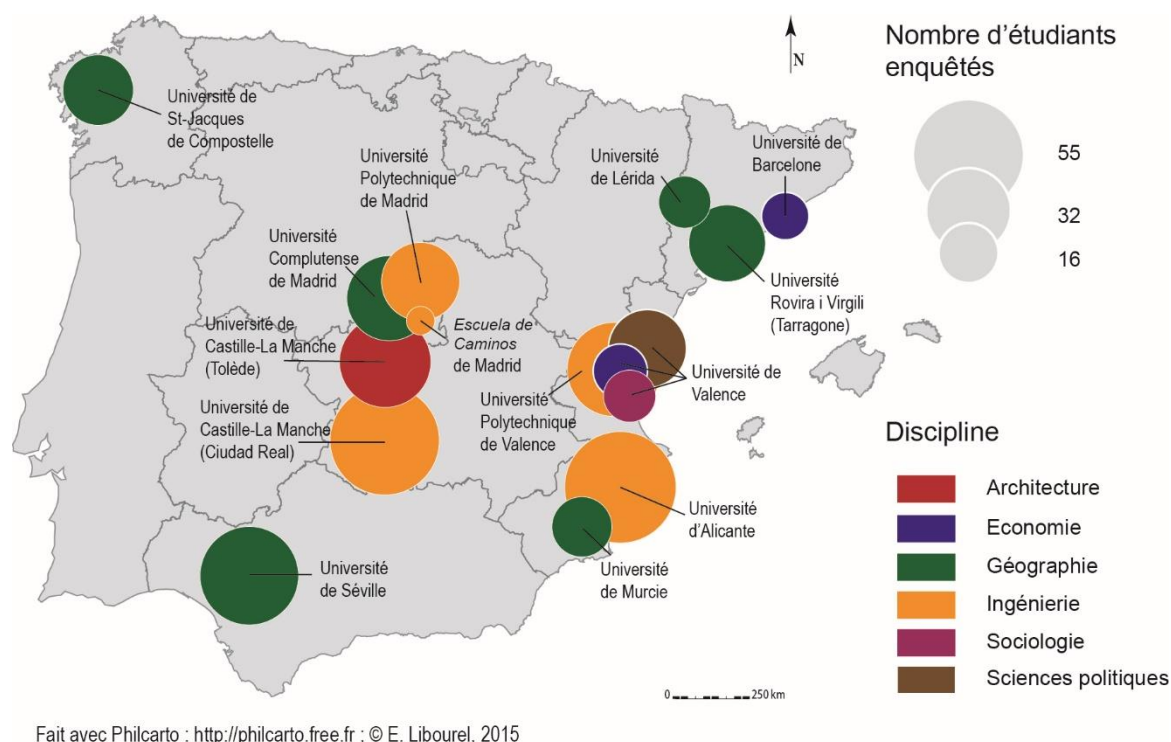 Nombre d'étudiants
enquêtés
55
32
16
N
Université de
St-Jacques
de Compostelle
Université
Polytechnique
de Madrid
Université
de Lérida
Université de
Barcelone
Université
Complutense
de Madrid
Université
Rovira i Virgili
(Tarragone)
Escuela de
Caminos
de Madrid
Université de
Castille-La Manche
(Tolède)
Université de
Valence
Université
Polytechnique
de Valence
Université de
Castille-La Manche
(Ciudad Real)
Université
d'Alicante
Université
de Murcie
Université
de Séville
Discipline
Architecture
Economie
Géographie
Ingénierie
Sociologie
Sciences politiques
0 250 km
Fait avec Philcarto : http://philcarto.free.fr ; © E. Libourel, 2015